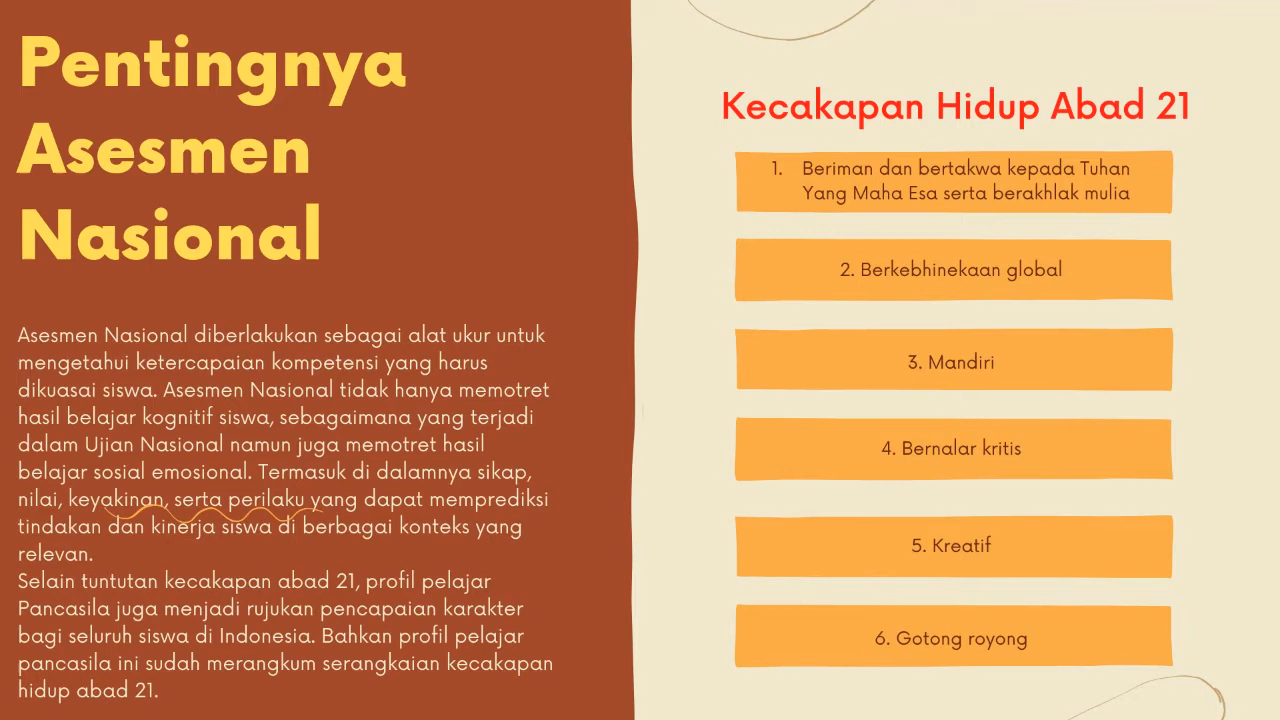 Pentingnya
Asesmen
Nasional
Asesmen Nasional diberlakukan sebagai alat ukur untuk
mengetahui ketercapaian kompetensi yang harus
dikuasai siswa. Asesmen Nasional tidak hanya memotret
hasil belajar kognitif siswa, sebagaimana yang terjadi
dalam Ujian Nasional namun juga memotret hasil
belajar sosial emosional. Termasuk di dalamnya sikap,
nilai, keyakinan, serta perilaku yang dapat memprediksi
tindakan dan kinerja siswa di berbagai konteks yang
relevan.
Selain tuntutan kecakapan abad 21, profil pelajar
Pancasila juga menjadi rujukan pencapaian karakter
bagi seluruh siswa di Indonesia. Bahkan profil pelajar
pancasila ini sudah merangkum serangkaian kecakapan
hidup abad 21.
Kecakapan Hidup Abad 21
1. Beriman dan bertakwa kepada Tuhan
Yang Maha Esa serta berakhlak mulia
2. Berkebhinekaan global
3. Mandiri
4. Bernalar kritis
5. Kreatif
6. Gotong royong